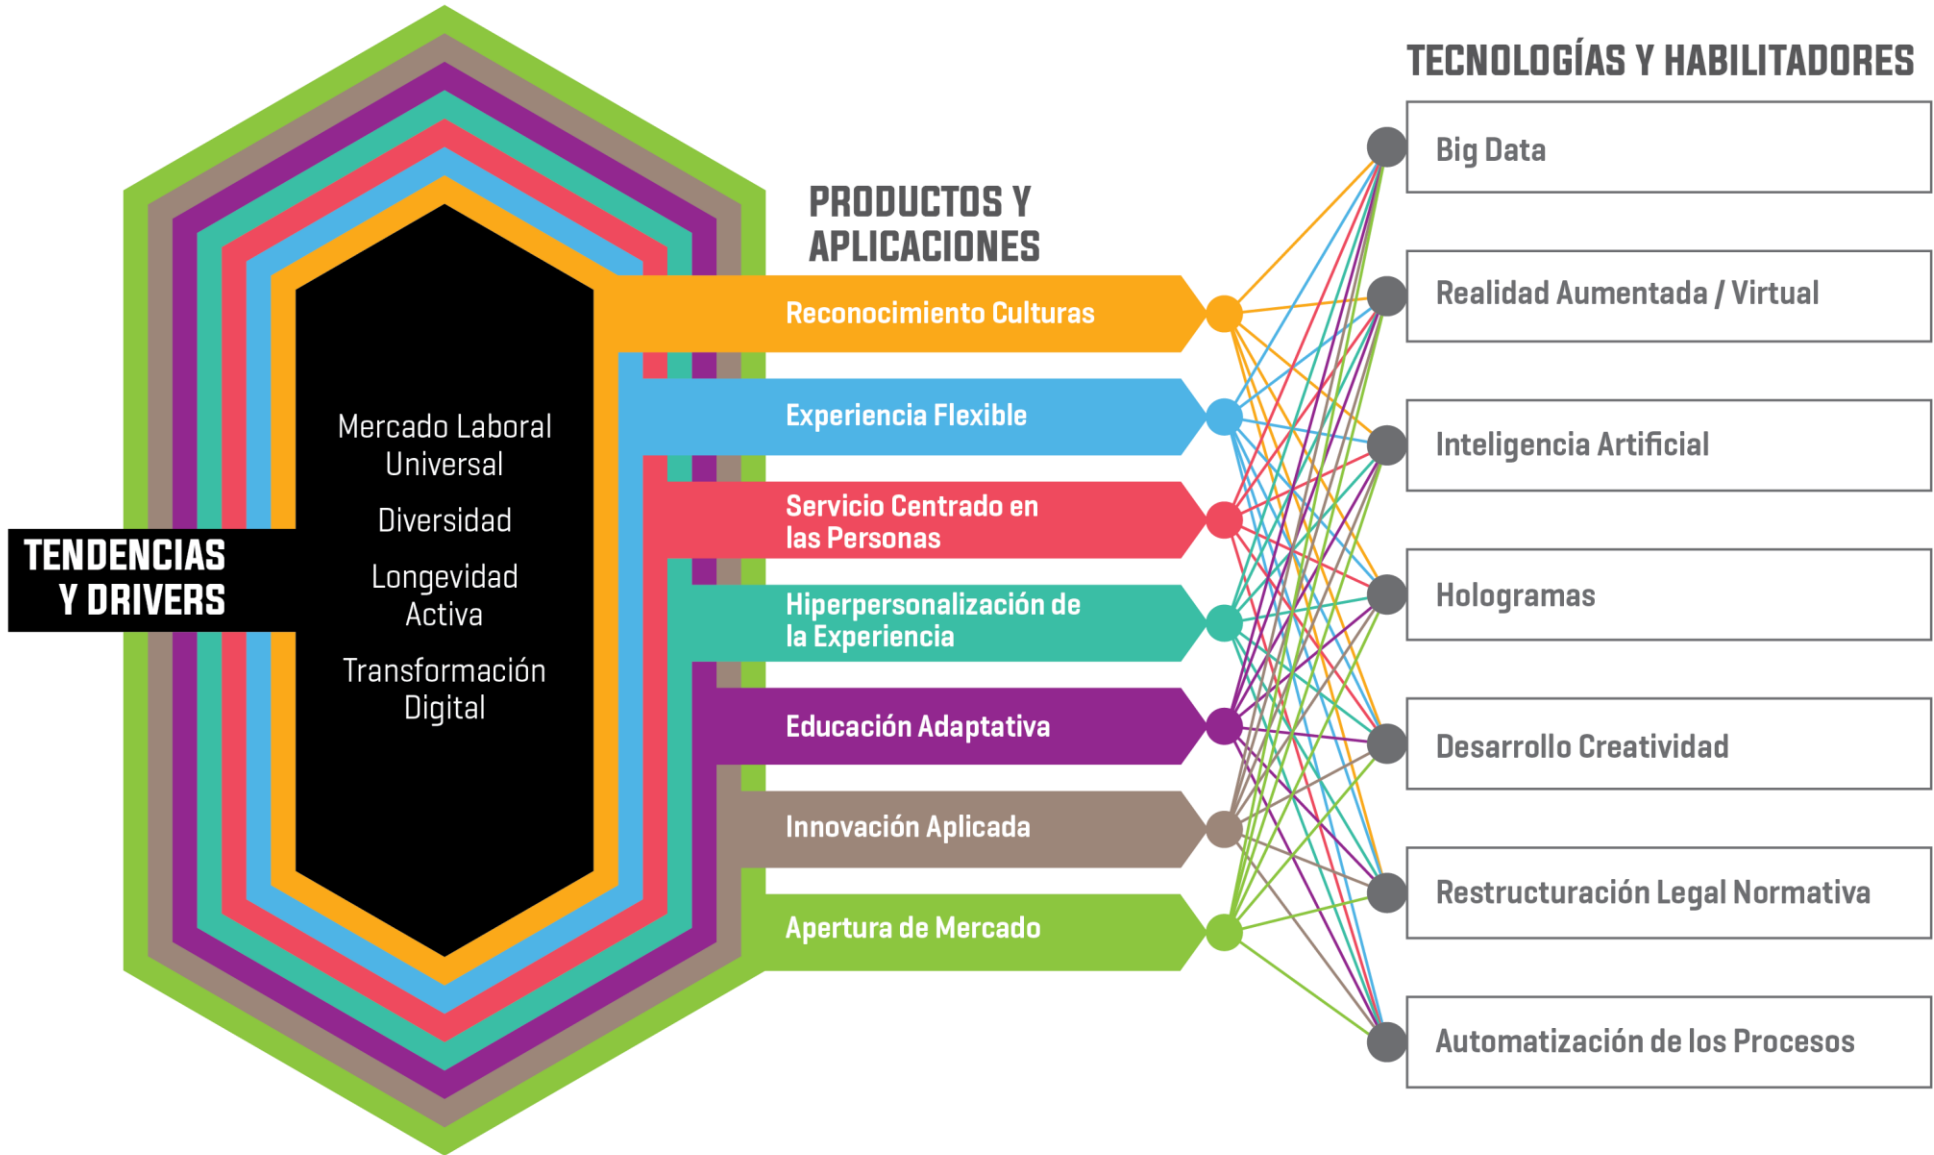 TENDENCIAS
Y DRIVERS
Mercado Laboral
Universal
Diversidad
Longevidad
Activa
Transformación
Digital
PRODUCTOS Y
APLICACIONES
Reconocimiento Culturas
Experiencia Flexible
Servicio Centrado en
las Personas
Hiperpersonalización de
la Experiencia
Educación Adaptativa
Innovación Aplicada
Apertura de Mercado
TECNOLOGÍAS Y HABILITADORES
Big Data
Realidad Aumentada / Virtual
Inteligencia Artificial
Hologramas
Desarrollo Creatividad
Restructuración Legal Normativa
Automatización de los Procesos